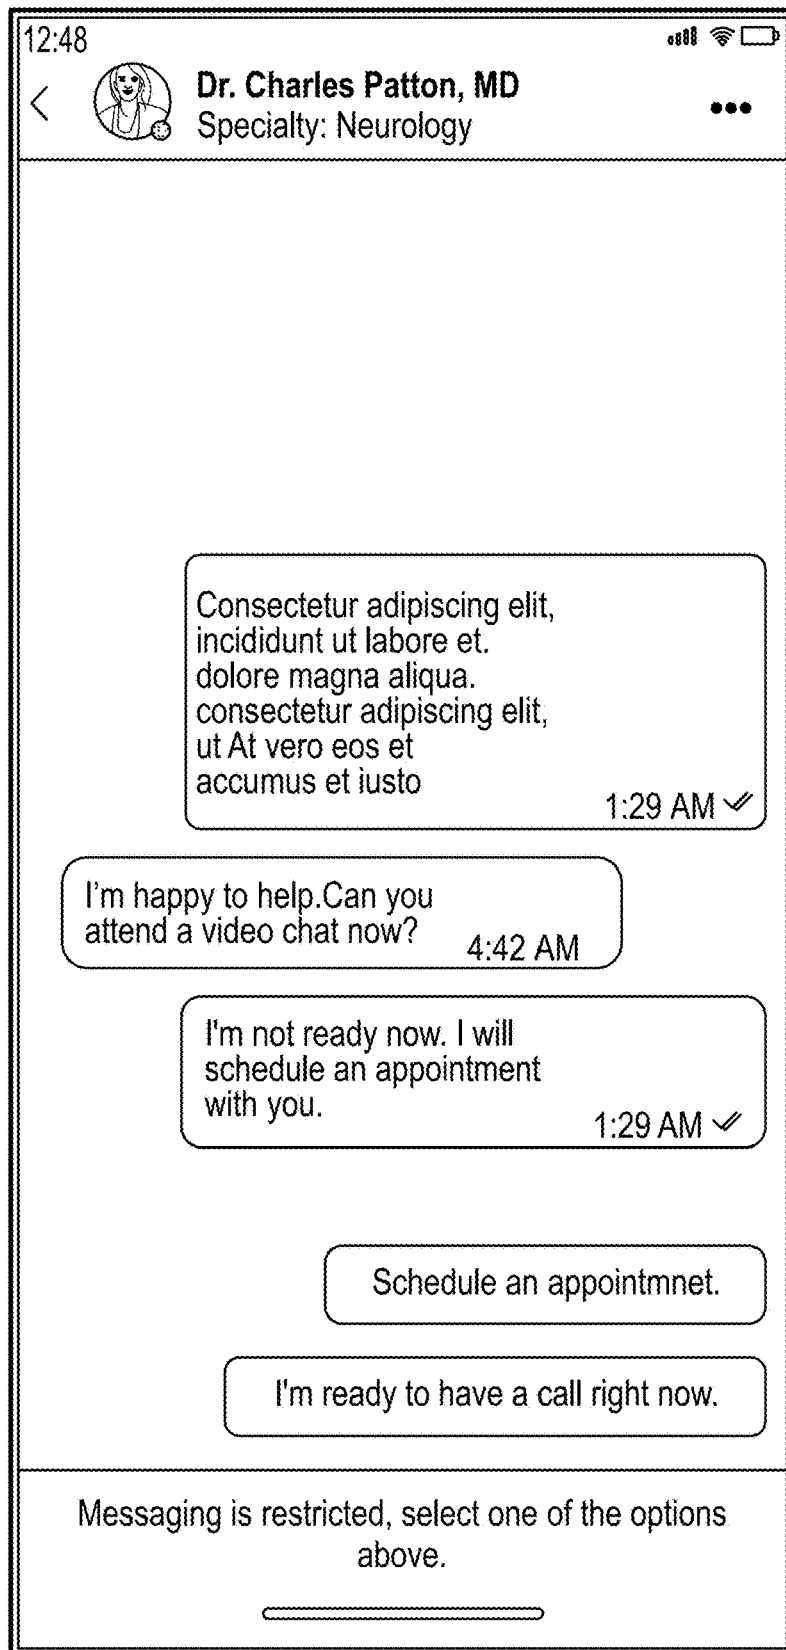 12:48
Dr. Charles Patton, MD
Specialty: Neurology
Consectetur adipiscing elit,
incididunt ut labore et.
dolore magna aliqua.
consectetur adipiscing elit,
ut At vero eos et
accumus et iusto
1:29 AM
I'm happy to help.Can you
attend a video chat now?
4:42 AM
I'm not ready now. I will
schedule an appointment
with you.
1:29 AM
Schedule an appointmnet.
I'm ready to have a call right now.
Messaging is restricted, select one of the options
above.